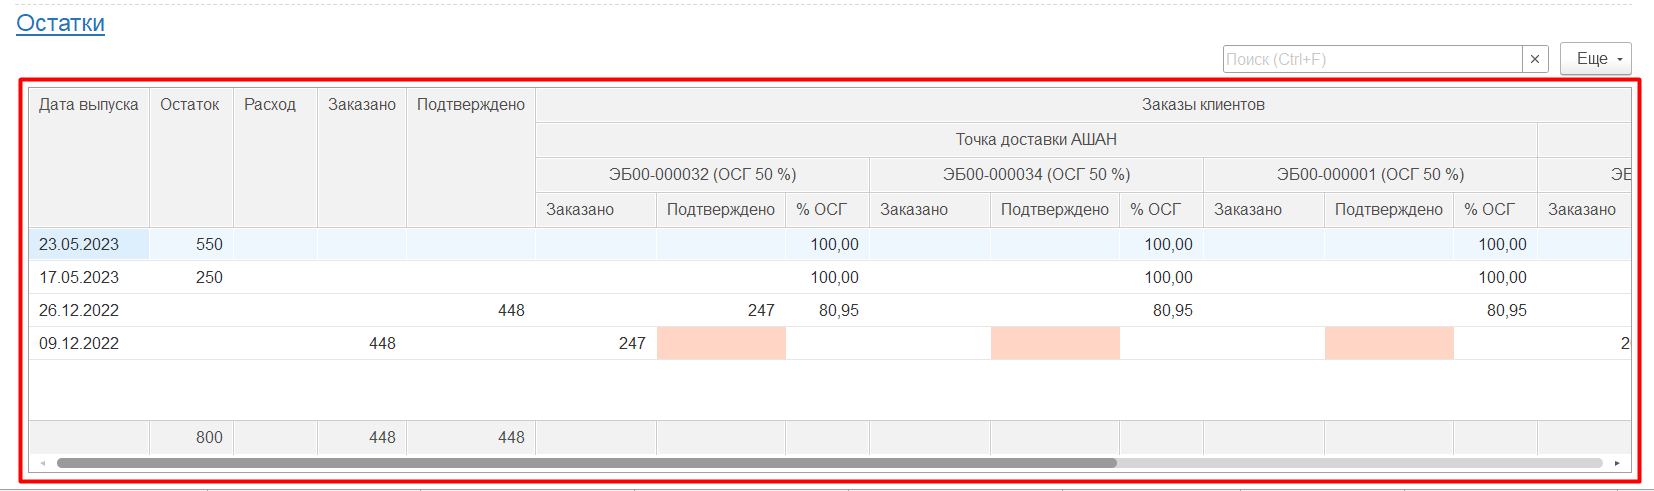 Остатки
Поиск (Ctrl+F) × Еще
Дата выпуска Остаток Расход Заказано Подтверждено Заказы клиентов
Точка доставки АШАН
ЭБ00-000032 (ОСГ 50 %) ЭБ00-000034 (ОСГ 50 %) ЭБ00-000001 (ОСГ 50 %)
Заказано Подтверждено % ОСГ Заказано Подтверждено % ОСГ Заказано Подтверждено % ОСГ Заказано
23.05.2023 550 100,00 100,00 100,00
17.05.2023 250 100,00 100,00 100,00
26.12.2022 448 247 80,95 80,95 80,95
09.12.2022 448 247
800 448 448